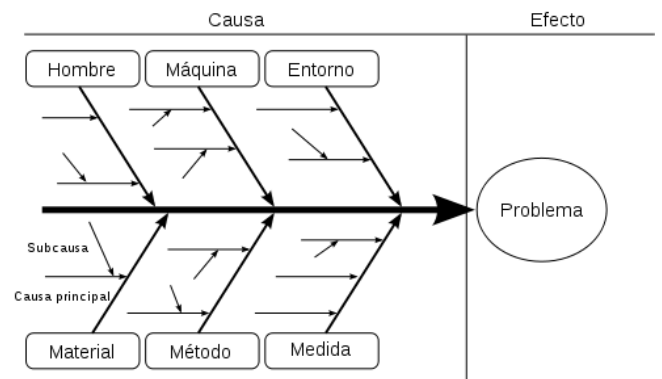 Causa
Efecto
Hombre
Máquina
Entorno
Problema
Subcausa
Causa principal
Material
Método
Medida